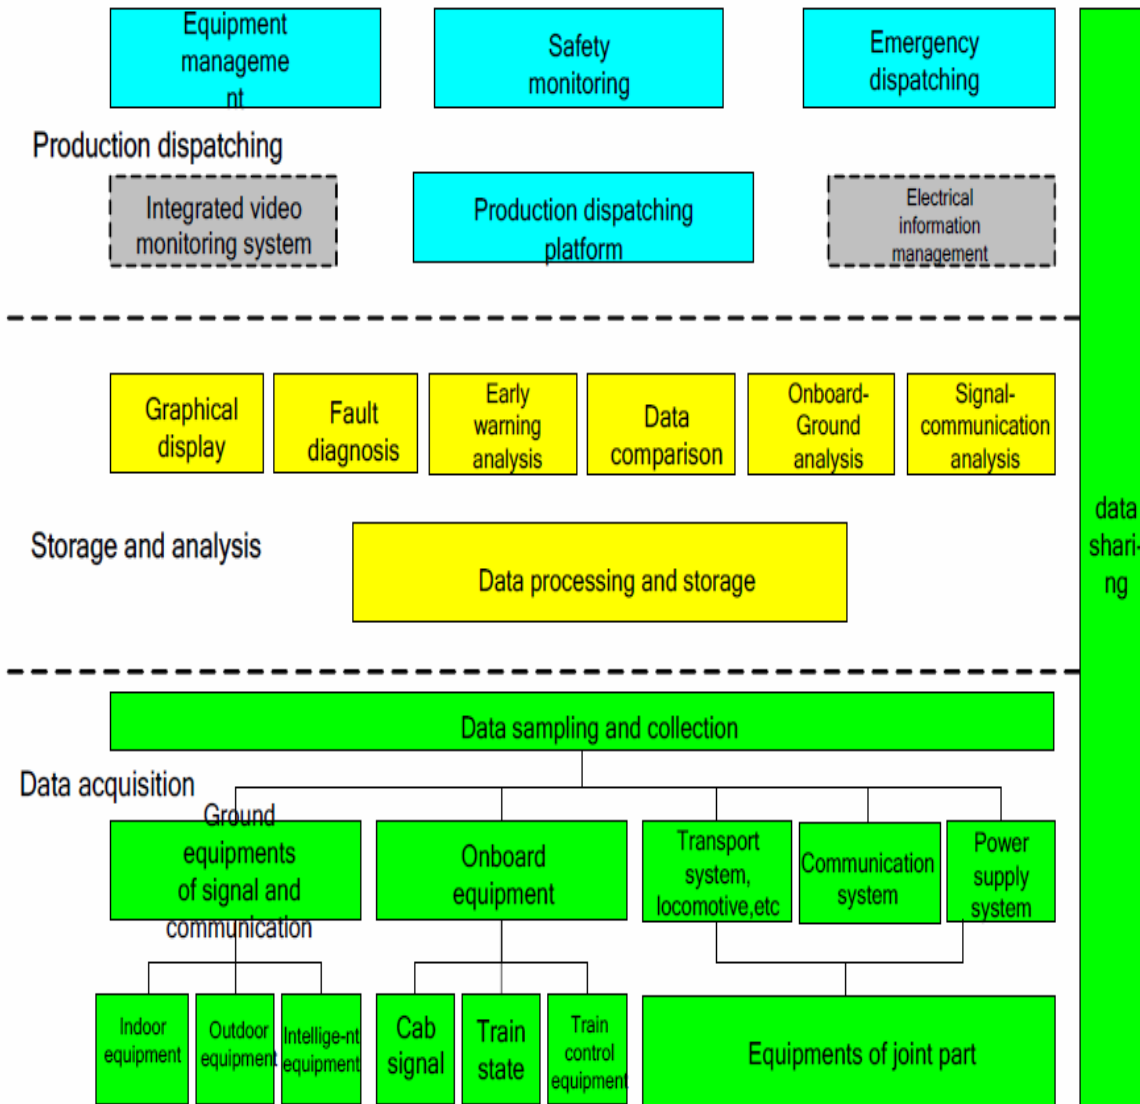 Equipment
manageme
nt
Safety
monitoring
Emergency
dispatching
Production dispatching
Integrated video
monitoring system
Production dispatching
platform
Electrical
information
management
Graphical
display
Fault
diagnosis
Early
warning
analysis
Data
comparison
Onboard-
Ground
analysis
Signal-
communication
analysis
data
shari-
ng
Storage and analysis
Data processing and storage
Data sampling and collection
Data acquisition
Ground
equipments
of signal and
communication
Onboard
equipment
Transport
system,
locomotive,etc
Communication
system
Power
supply
system
Indoor
equipment
Outdoor
equipment
Intellige-nt
equipment
Cab
signal
Train
state
Train
control
equipment
Equipments of joint part